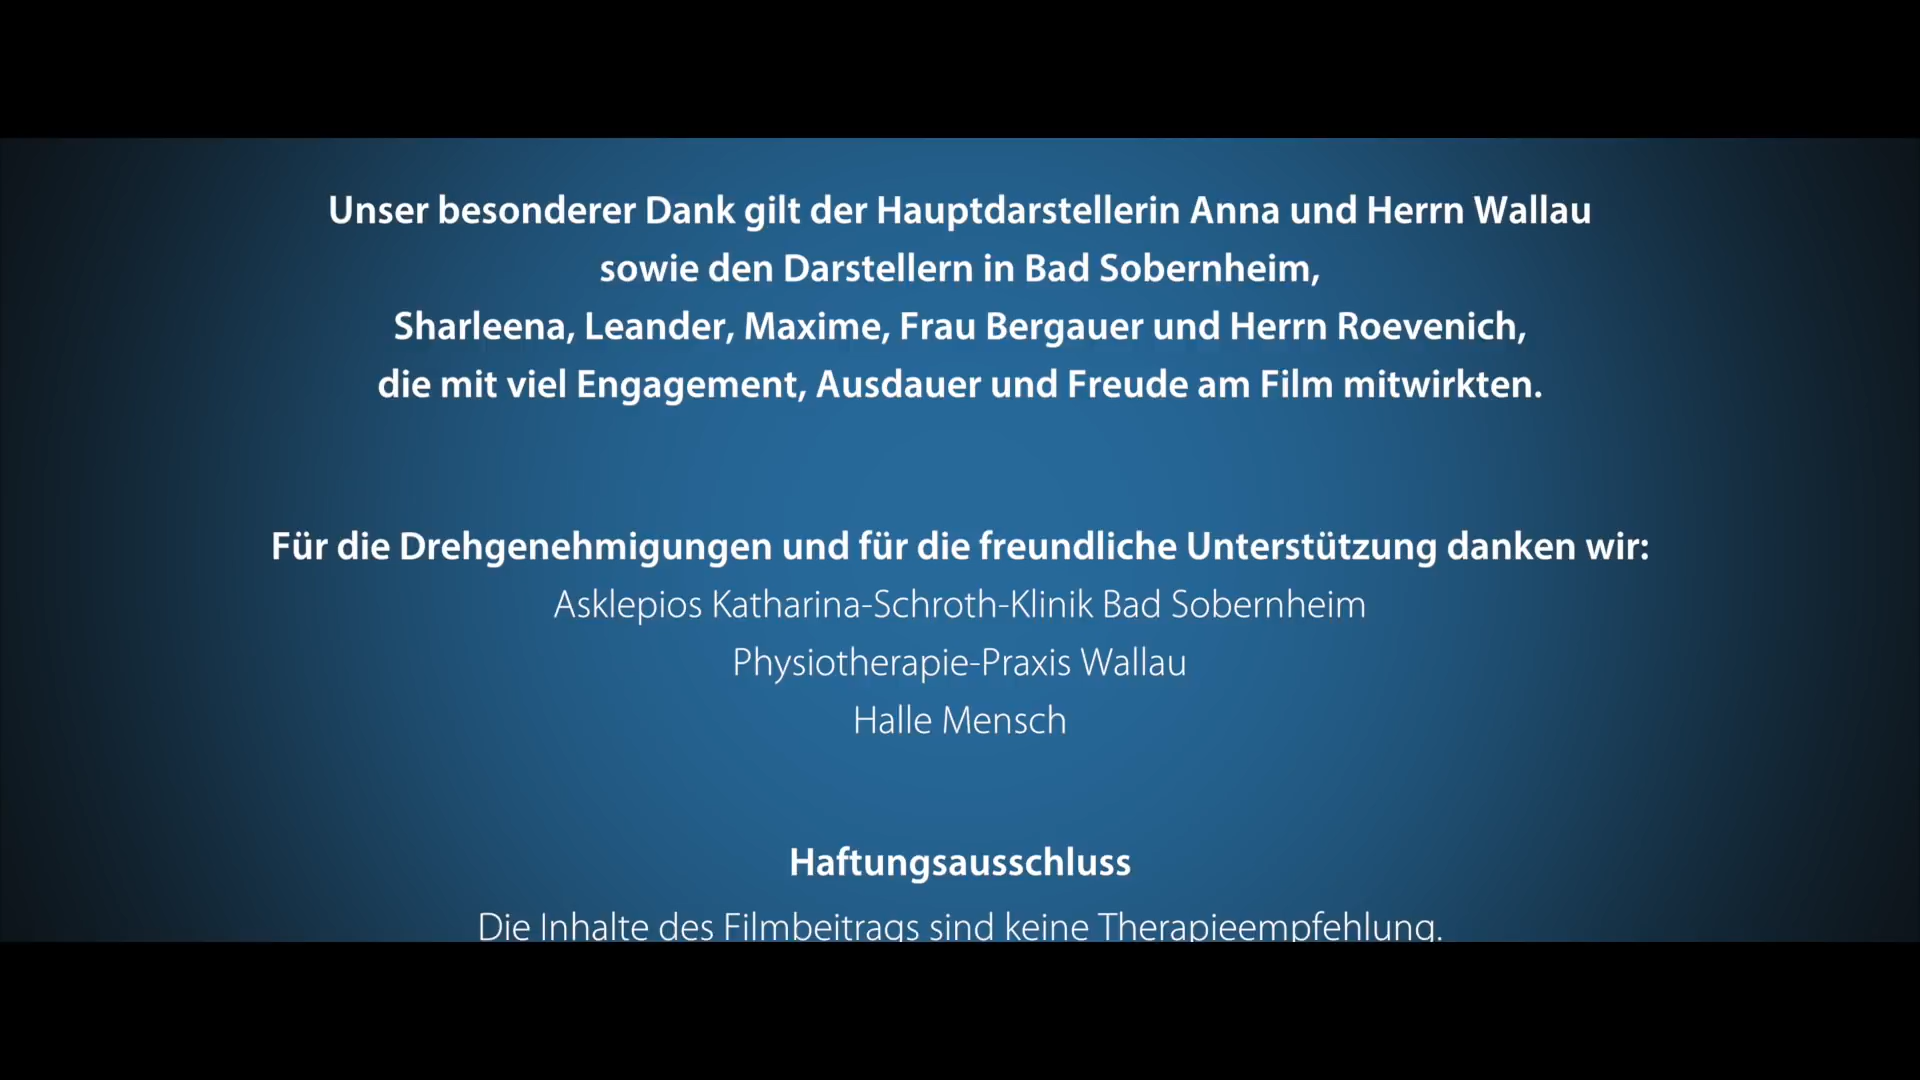 Unser besonderer Dank gilt der Hauptdarstellerin Anna und Herrn Wallau
sowie den Darstellern in Bad Sobernheim,
Sharleena, Leander, Maxime, Frau Bergauer und Herrn Roevenich,
die mit viel Engagement, Ausdauer und Freude am Film mitwirkten.
Für die Drehgenehmigungen und für die freundliche Unterstützung danken wir:
Asklepios Katharina-Schroth-Klinik Bad Sobernheim
Physiotherapie-Praxis Wallau
Halle Mensch
Haftungsausschluss
Die Inhalte des Filmbeitrags sind keine Therapieempfehlung.